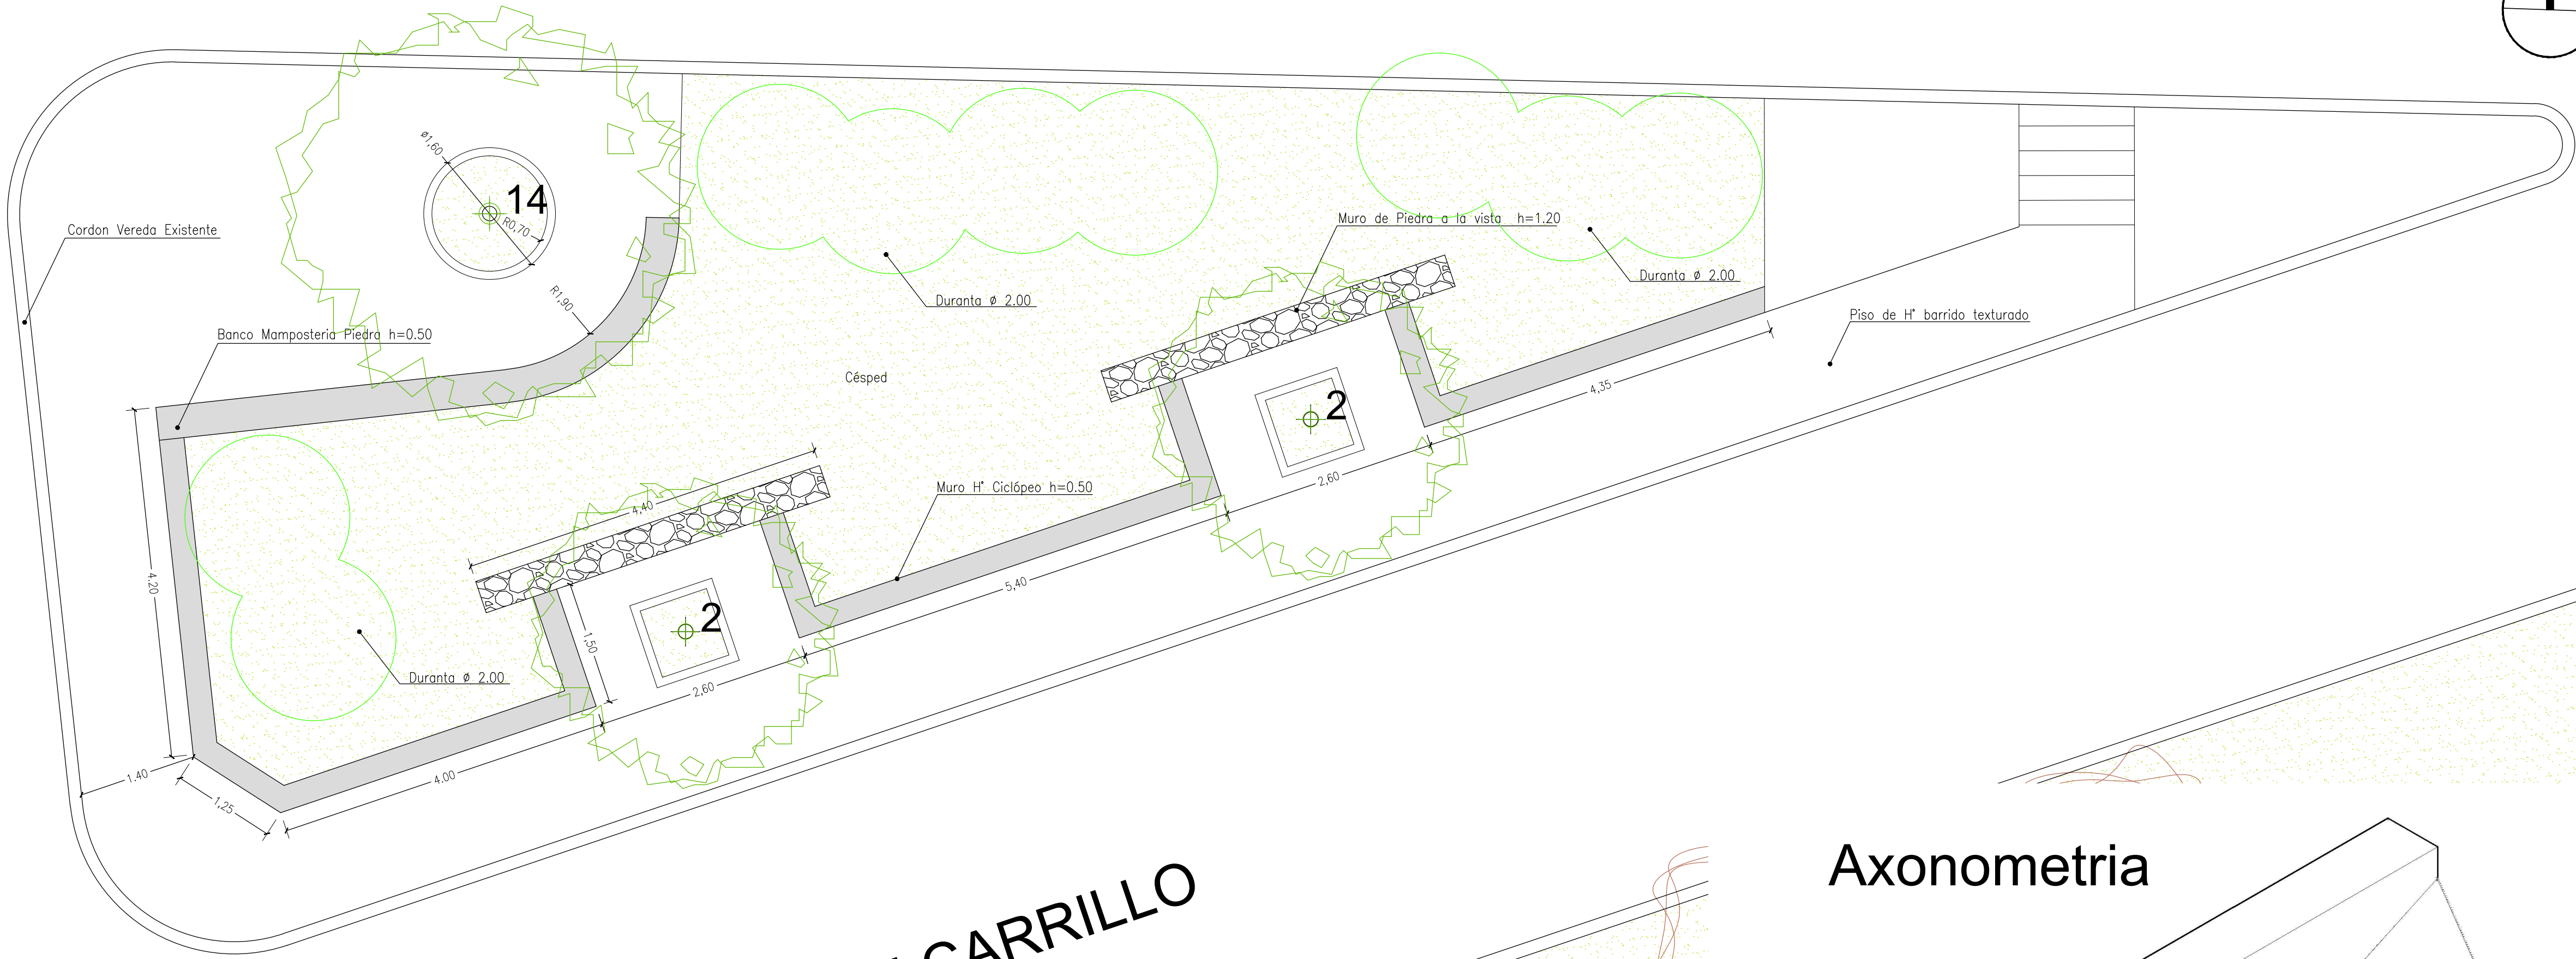 ø1,60
14
R0,70
Cordon Vereda Existente
Muro de Piedra a la vista h=1.20
Duranta ø 2.00
Duranta ø 2.00
R1,90
Banco Mamposteria Piedra h=0.50
Piso de H° barrido texturado
Césped
4,35
2
2,60
Muro H° Ciclópeo h=0.50
4,40
5,40
4.20
1,50
2
Duranta ø 2.00
2,60
1.40
4,00
1,25
CARRILLO
Axonometria